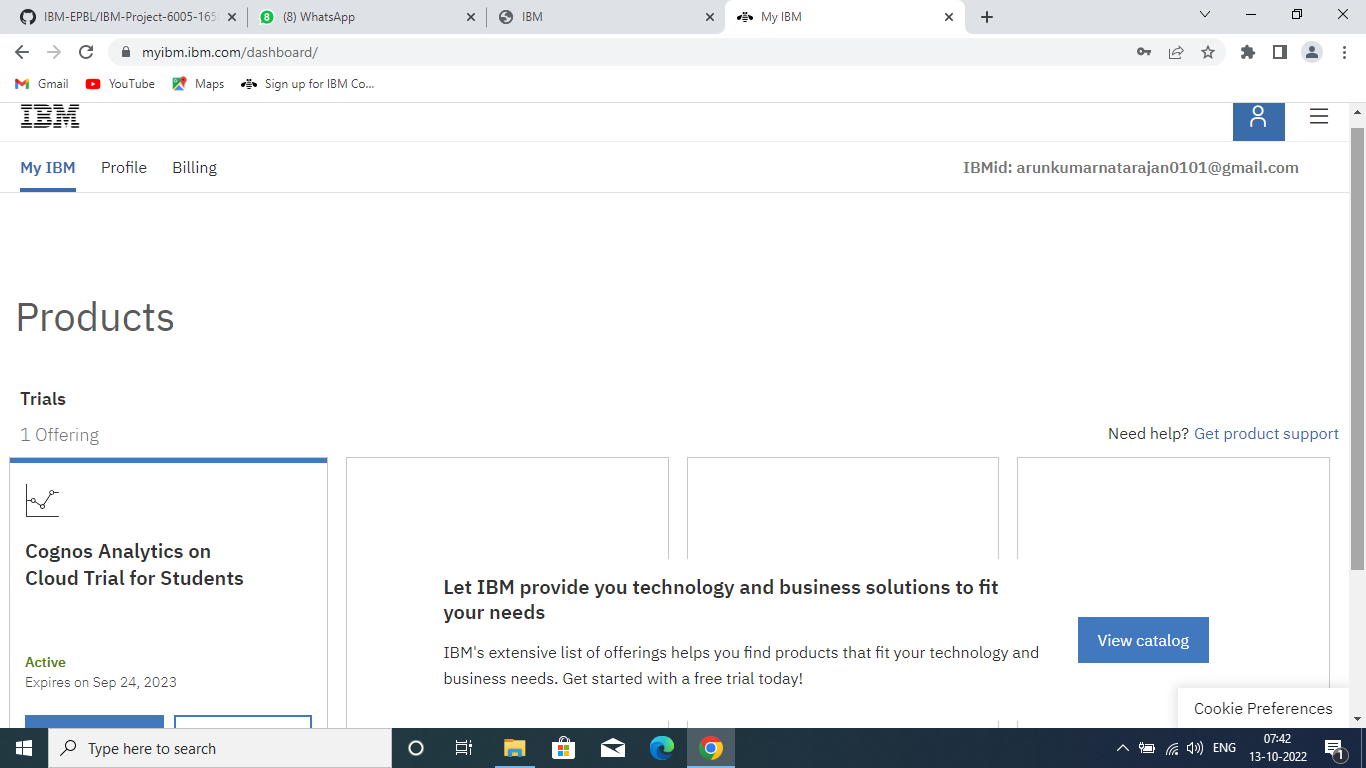 IBM-EPBL/IBM-Project-6005-165
(8) WhatsApp
IBM
My IBM
myibm.ibm.com/dashboard/
Gmail
YouTube
Maps
Sign up for IBM Co...
IBM
My IBM
Profile
Billing
IBMid: arunkumarnatarajan0101@gmail.com
Products
Trials
1 Offering
Need help? Get product support
Cognos Analytics on
Cloud Trial for Students
Active
Expires on Sep 24, 2023
Let IBM provide you technology and business solutions to fit
your needs
IBM's extensive list of offerings helps you find products that fit your technology and
business needs. Get started with a free trial today!
View catalog
Cookie Preferences
Type here to search
ENG
07:42
13-10-2022
1